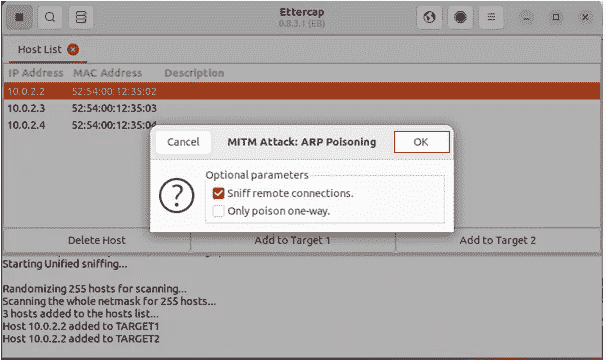 Ettercap
0.8.3.1 (EB)
Host List
IP Address MAC Address Description
10.0.2.2 52:54:00:12:35:02
10.0.2.3 52:54:00:12:35:03
10.0.2.4 52:54:00:12:35:04
Cancel MITM Attack: ARP Poisoning OK
Optional parameters
Sniff remote connections.
Only poison one-way.
Delete Host Add to Target 1 Add to Target 2
Starting Unified sniffing...
Randomizing 255 hosts for scanning...
Scanning the whole netmask for 255 hosts...
3 hosts added to the hosts list...
Host 10.0.2.2 added to TARGET1
Host 10.0.2.2 added to TARGET2